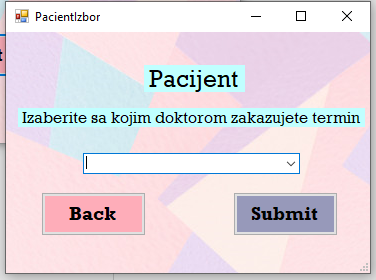 PacientIzbor
Pacijent
Izaberite sa kojim doktorom zakazujete termin
Back
Submit